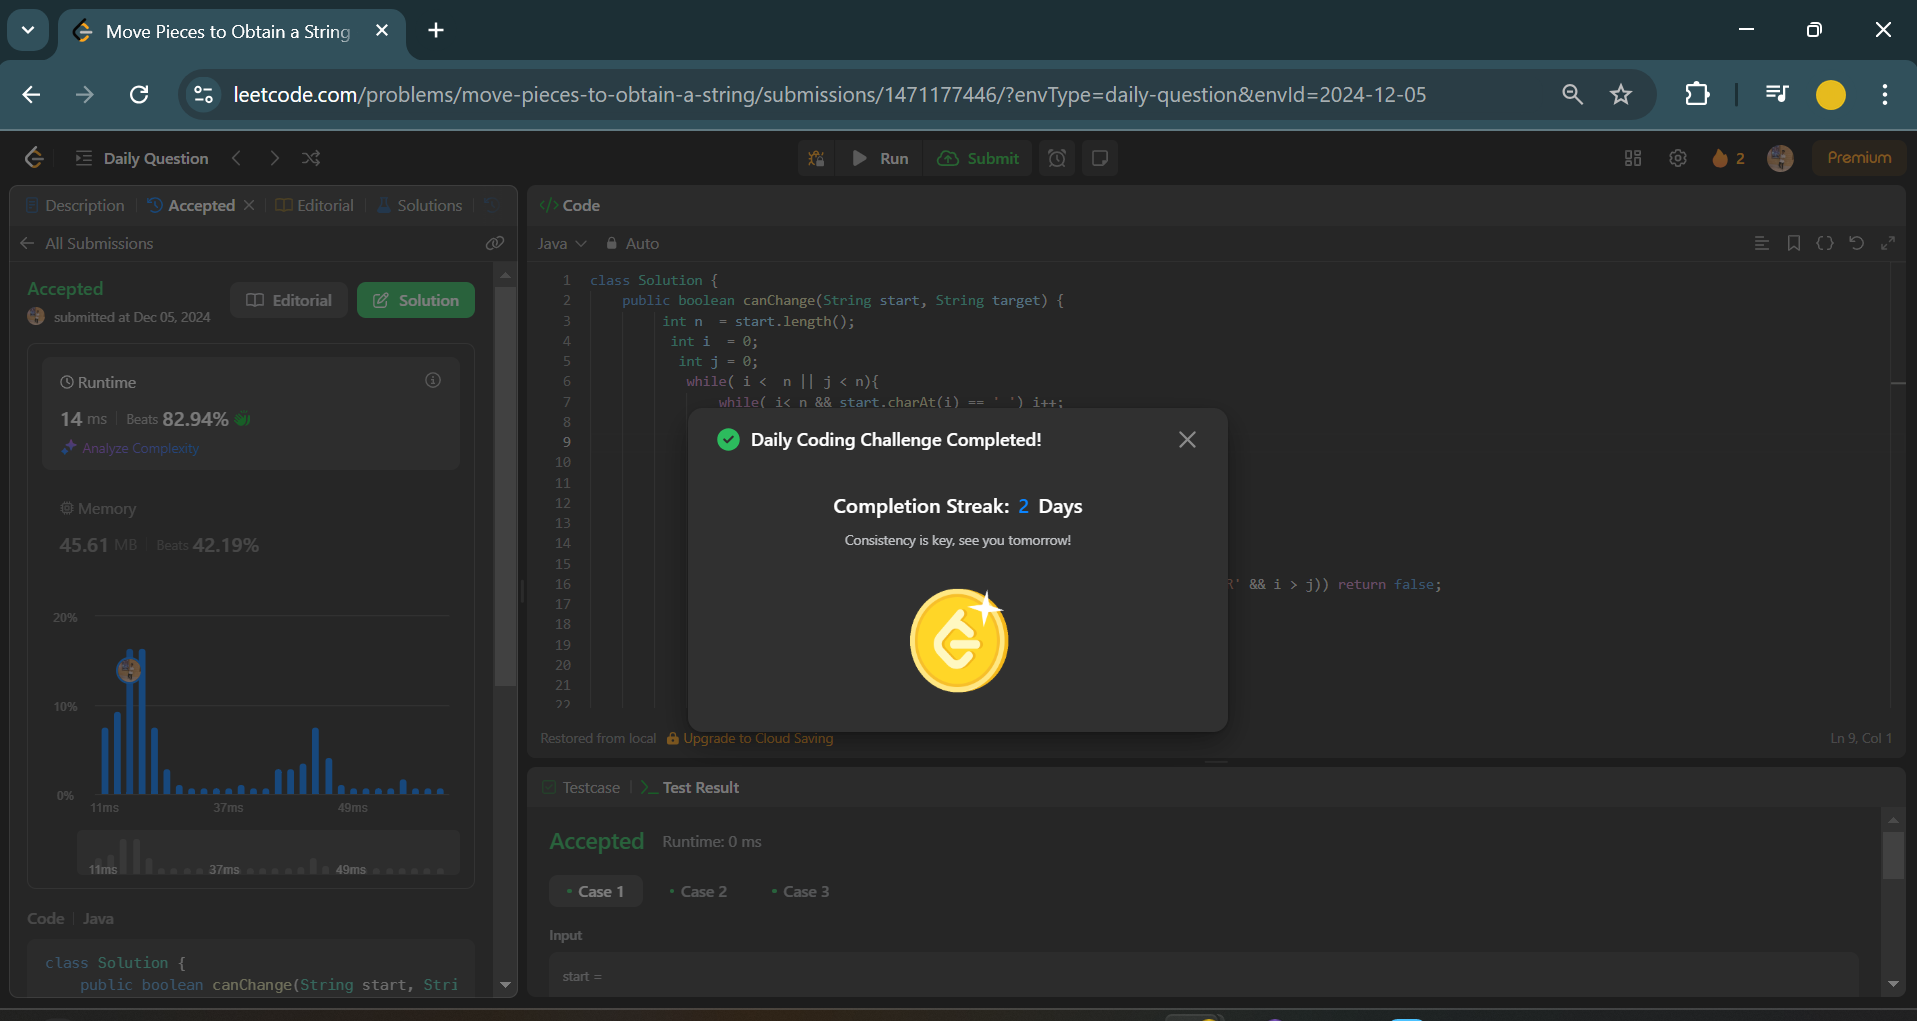 Move Pieces to Obtain a String
leetcode.com/problems/move-pieces-to-obtain-a-string/submissions/1471177446/?envType=daily-question&envId=2024-12-05
Daily Question
Run
Submit
2
Premium
Description
Accepted
Editorial
Solutions
All Submissions
Accepted
submitted at Dec 05, 2024
Editorial
Solution
Runtime
14 ms
Beats 82.94%
Analyze Complexity
Memory
45.61 MB
Beats 42.19%
20%
10%
0%
11ms
37ms
49ms
11ms
37ms
49ms
Code
Java
class Solution {
public boolean canChange(String start, Stri
</> Code
Java
Auto
1 class Solution {
2 public boolean canChange(String start, String target) {
3 int n  = start.length();
4 int i  = 0;
5 int j = 0;
6 while( i <  n || j < n){
7 while( i< n && start.charAt(i) == '_') i++;
8
9
10
11
12
13
14
15
16 R' && i > j)) return false;
17
18
19
20
21
22
Daily Coding Challenge Completed!
Completion Streak: 2 Days
Consistency is key, see you tomorrow!
Restored from local
Upgrade to Cloud Saving
Ln 9, Col 1
Testcase
Test Result
Accepted
Runtime: 0 ms
Case 1
Case 2
Case 3
Input
start =